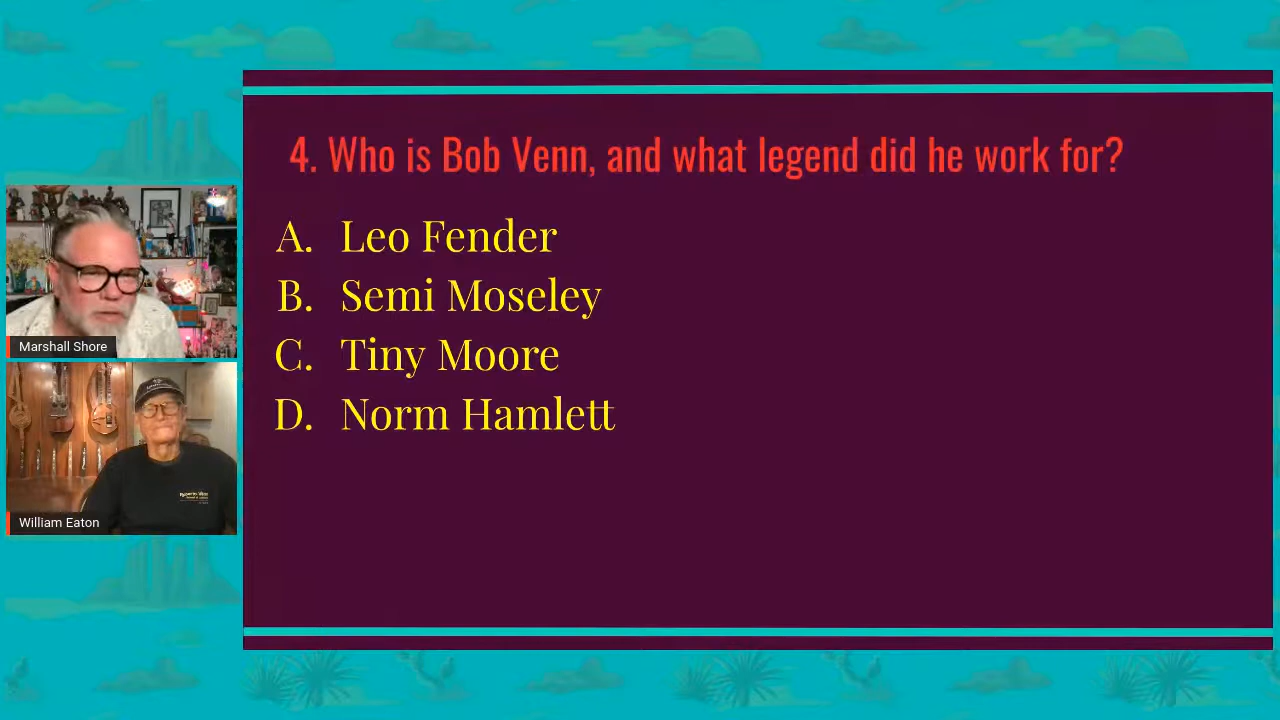 4. Who is Bob Venn, and what legend did he work for?
A. Leo Fender
B. Semi Moseley
C. Tiny Moore
D. Norm Hamlett
Marshall Shore
William Eaton